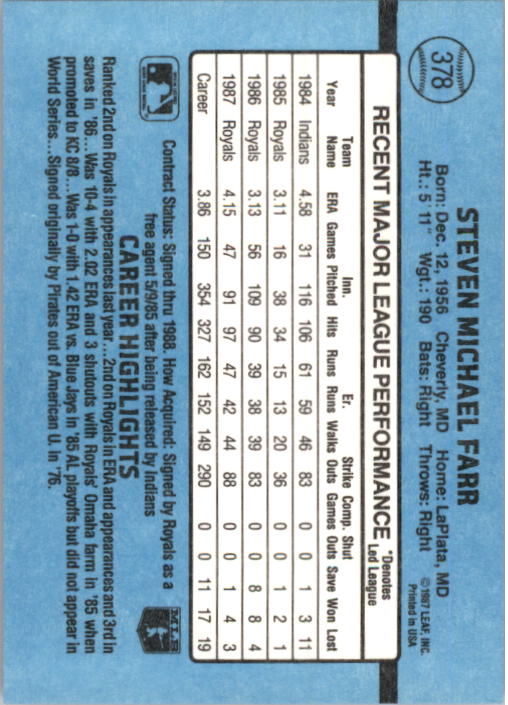 378
STEVEN MICHAEL FARR
Born: Dec. 12, 1956 Cheverly, MD Home: LaPlata, MD
Ht.: 5' 11" Wgt.: 190 Bats: Right Throws: Right
©1987 LEAF, INC.
Printed in USA
RECENT MAJOR LEAGUE PERFORMANCE *Denotes Led League
Team Inn. Er. Strike Comp. Shut
Year Name ERA Games Pitched Hits Runs Runs Walks Outs Games Outs Save Won Lost
1984 Indians 4.58 31 116 106 61 59 46 83 0 0 1 3 11
1985 Royals 3.11 16 38 34 15 13 20 36 0 0 1 2 1
1986 Royals 3.13 56 109 90 39 38 39 83 0 0 8 8 4
1987 Royals 4.15 47 91 97 47 42 44 88 0 0 1 4 3
Career 3.86 150 354 327 162 152 149 290 0 0 11 17 19
Contract Status: Signed thru 1988. How Acquired: Signed by Royals as a
free agent 5/9/85 after being released by Indians
MLB
CAREER HIGHLIGHTS
Ranked 2nd on Royals in appearances last year...2nd on Royals in ERA and appearances and 3rd in
saves in '86...Was 10-4 with 2.02 ERA and 3 shutouts with Royals' Omaha farm in '85 when
promoted to KC 8/8...Was 1-0 with 1.42 ERA vs. Blue Jays in '85 AL playoffs but did not appear in
World Series...Signed originally by Pirates out of American U. in '76.